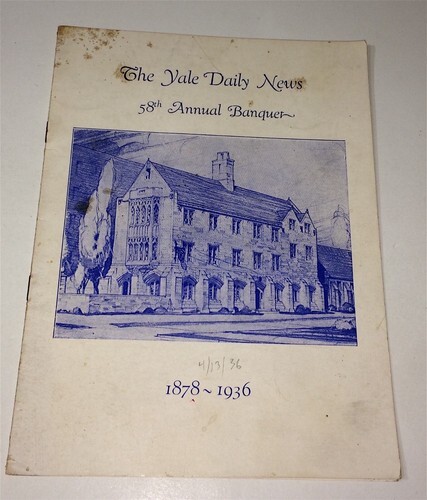 The Yale Daily News
58th Annual Banquet
4/13/36
1878~1936